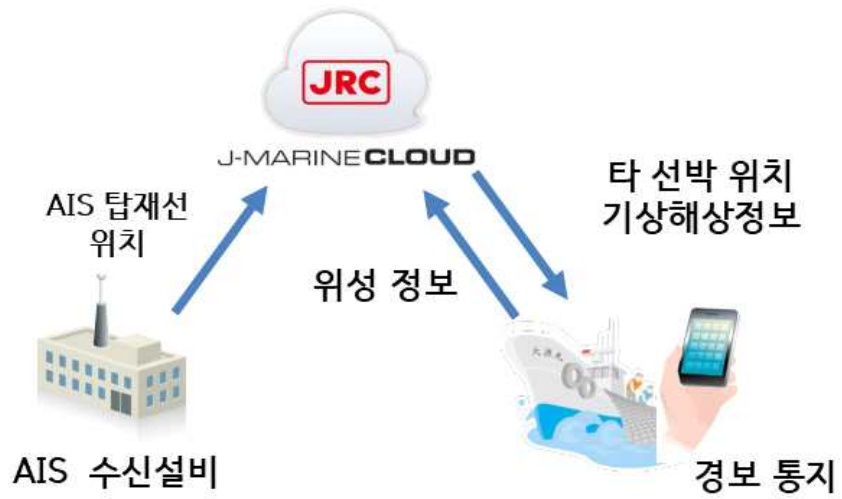 JRC
J-MARINE CLOUD
AIS 탑재선
위치
타 선박 위치
기상해상정보
위성 정보
AIS 수신설비
경보 통지